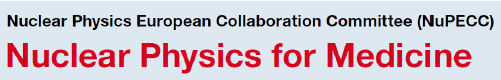 Nuclear Physics European Collaboration Committee (NuPECC)
Nuclear Physics for Medicine